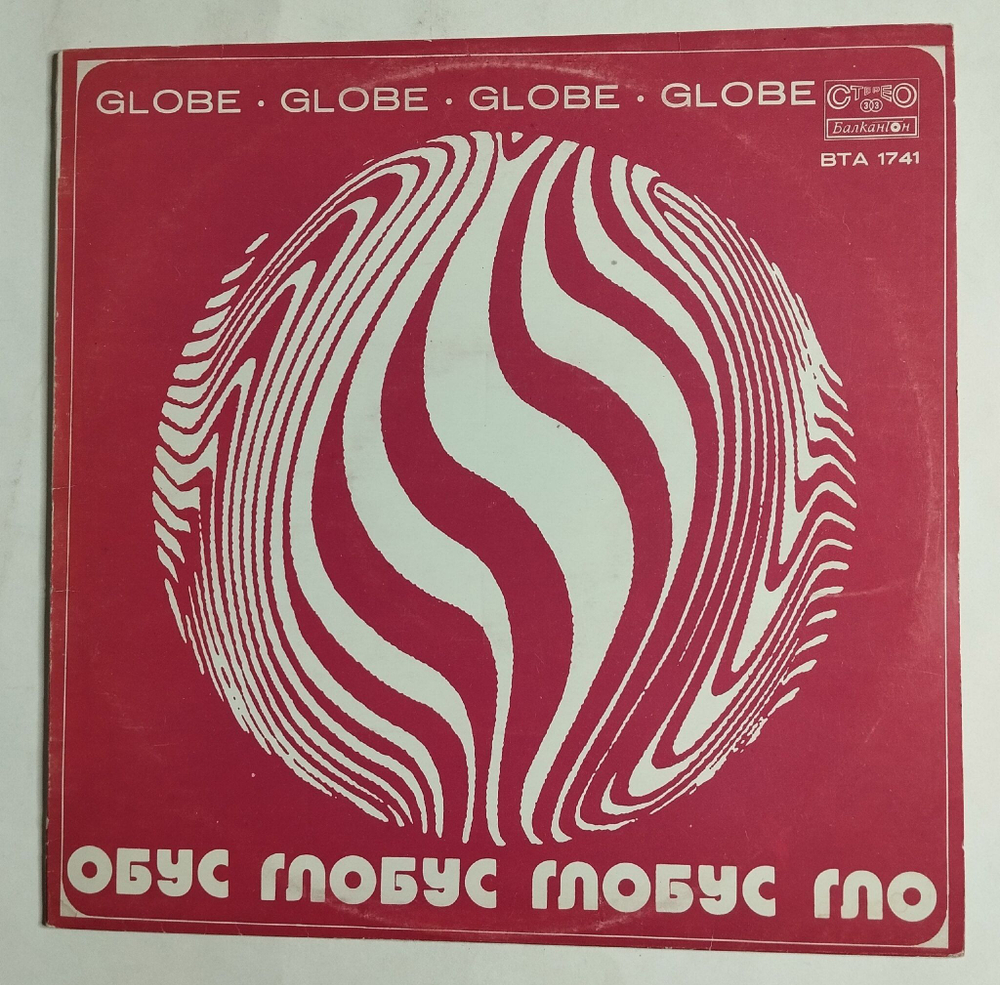 GLOBE · GLOBE · GLOBE · GLOBE
СТЕРЕО
33
Балкантон
ВТА 1741
ОБУС ГЛОБУС ГЛОБУС ГЛО